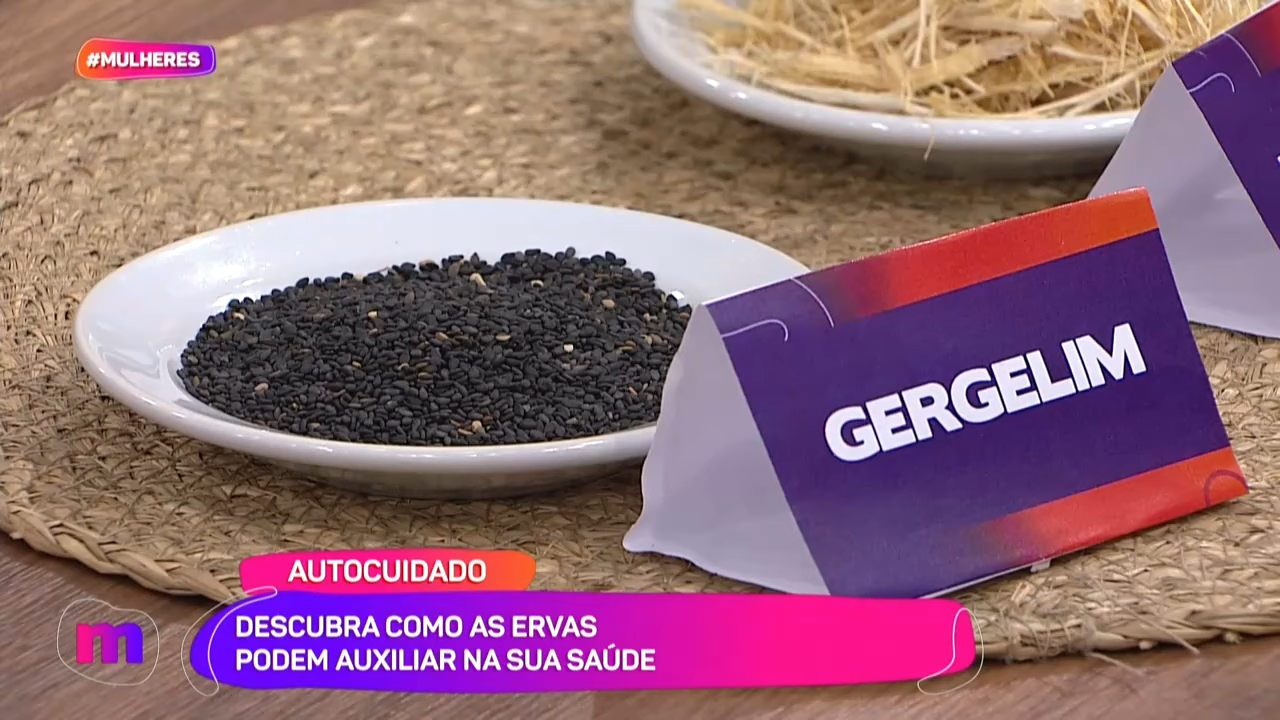 #MULHERES
GERGELIM
AUTOCUIDADO
m
DESCUBRA COMO AS ERVAS
PODEM AUXILIAR NA SUA SAÚDE